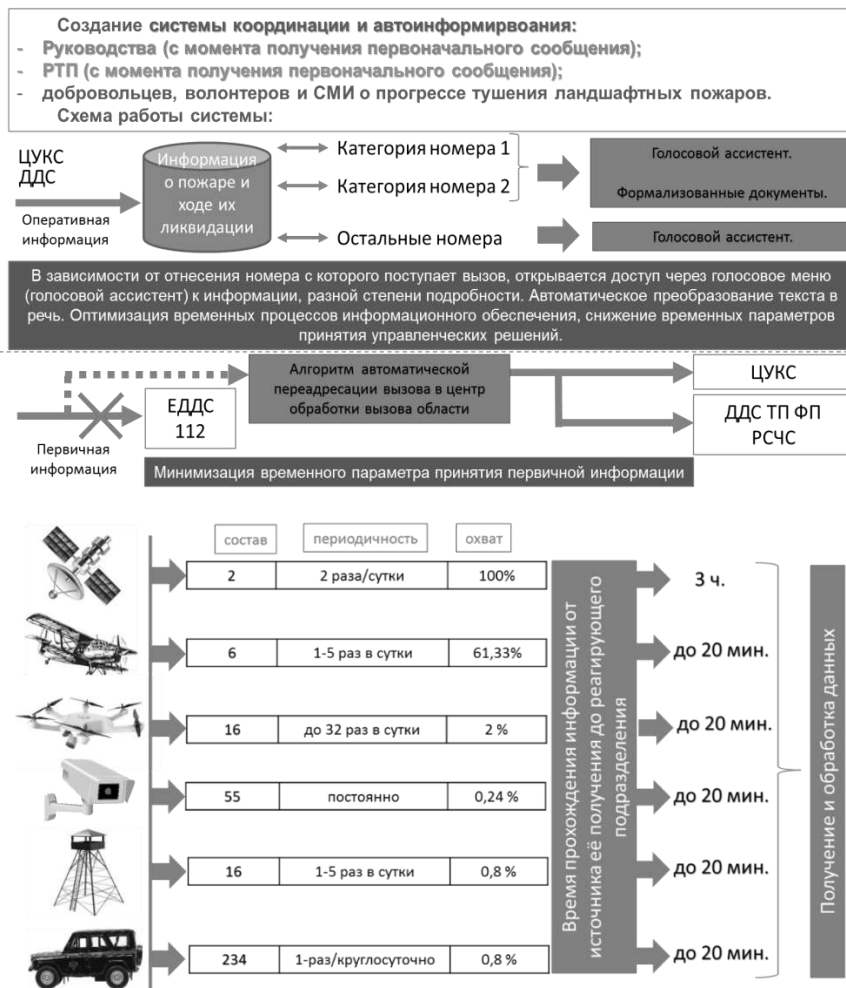 Создание системы координации и автоинформирвоания:
- Руководства (с момента получения первоначального сообщения);
- РТП (с момента получения первоначального сообщения);
- добровольцев, волонтеров и СМИ о прогрессе тушения ландшафтных пожаров.
Схема работы системы:
ЦУКС
ДДС
Оперативная
информация
Информация
о пожаре и
ходе их
ликвидации
Категория номера 1
Категория номера 2
Остальные номера
Голосовой ассистент.
Формализованные документы.
Голосовой ассистент.
В зависимости от отнесения номера с которого поступает вызов, открывается доступ через голосовое меню
(голосовой ассистент) к информации, разной степени подробности. Автоматическое преобразование текста в
речь. Оптимизация временных процессов информационного обеспечения, снижение временных параметров
принятия управленческих решений.
Первичная
информация
ЕДДС
112
Алгоритм автоматической
переадресации вызова в центр
обработки вызова области
ЦУКС
ДДС ТП ФП
РСЧС
Минимизация временного параметра принятия первичной информации
состав периодичность охват
2 2 раза/сутки 100% 3 ч.
6 1-5 раз в сутки 61,33% до 20 мин.
16 до 32 раз в сутки 2 % до 20 мин.
55 постоянно 0,24 % до 20 мин.
16 1-5 раз в сутки 0,8 % до 20 мин.
234 1-раз/круглосуточно 0,8 % до 20 мин.
Время прохождения информации от
источника её получения до реагирующего
подразделения
Получение и обработка данных